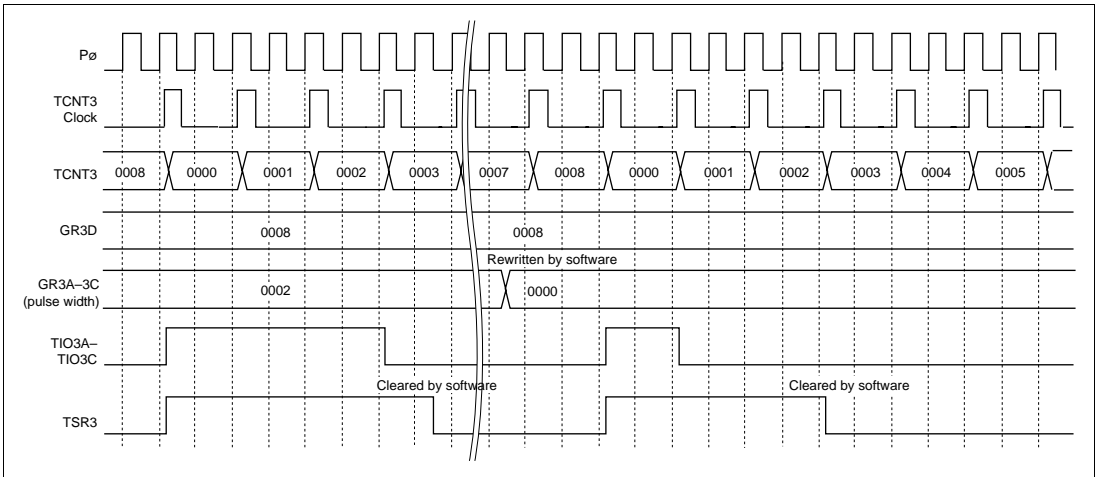 Pø
TCNT3
Clock
TCNT3
0008 0000 0001 0002 0003 0007 0008 0000 0001 0002 0003 0004 0005
GR3D
0008 0008
Rewritten by software
GR3A–3C
(pulse width)
0002 0000
TIO3A–
TIO3C
Cleared by software Cleared by software
TSR3